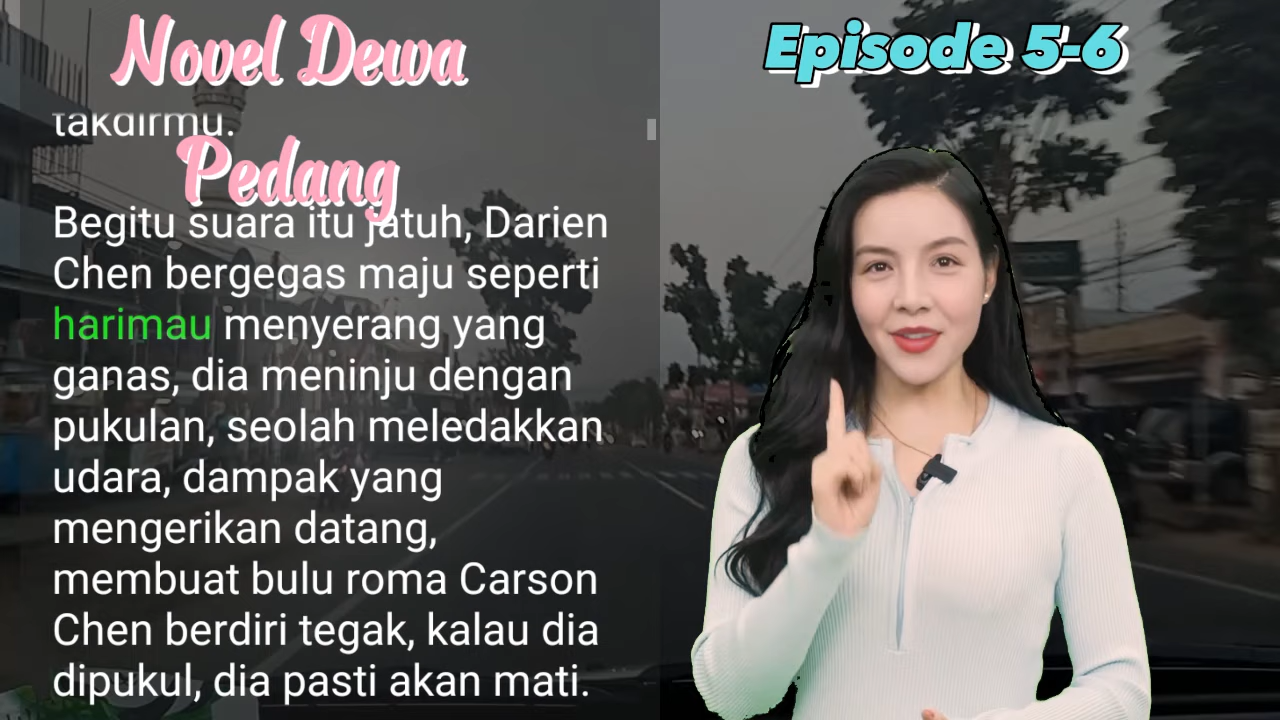 Novel Dewa
Pedang
Episode 5-6
takdirmu.
Begitu suara itu jatuh, Darien
Chen bergegas maju seperti
harimau menyerang yang
ganas, dia meninju dengan
pukulan, seolah meledakkan
udara, dampak yang
mengerikan datang,
membuat bulu roma Carson
Chen berdiri tegak, kalau dia
dipukul, dia pasti akan mati.